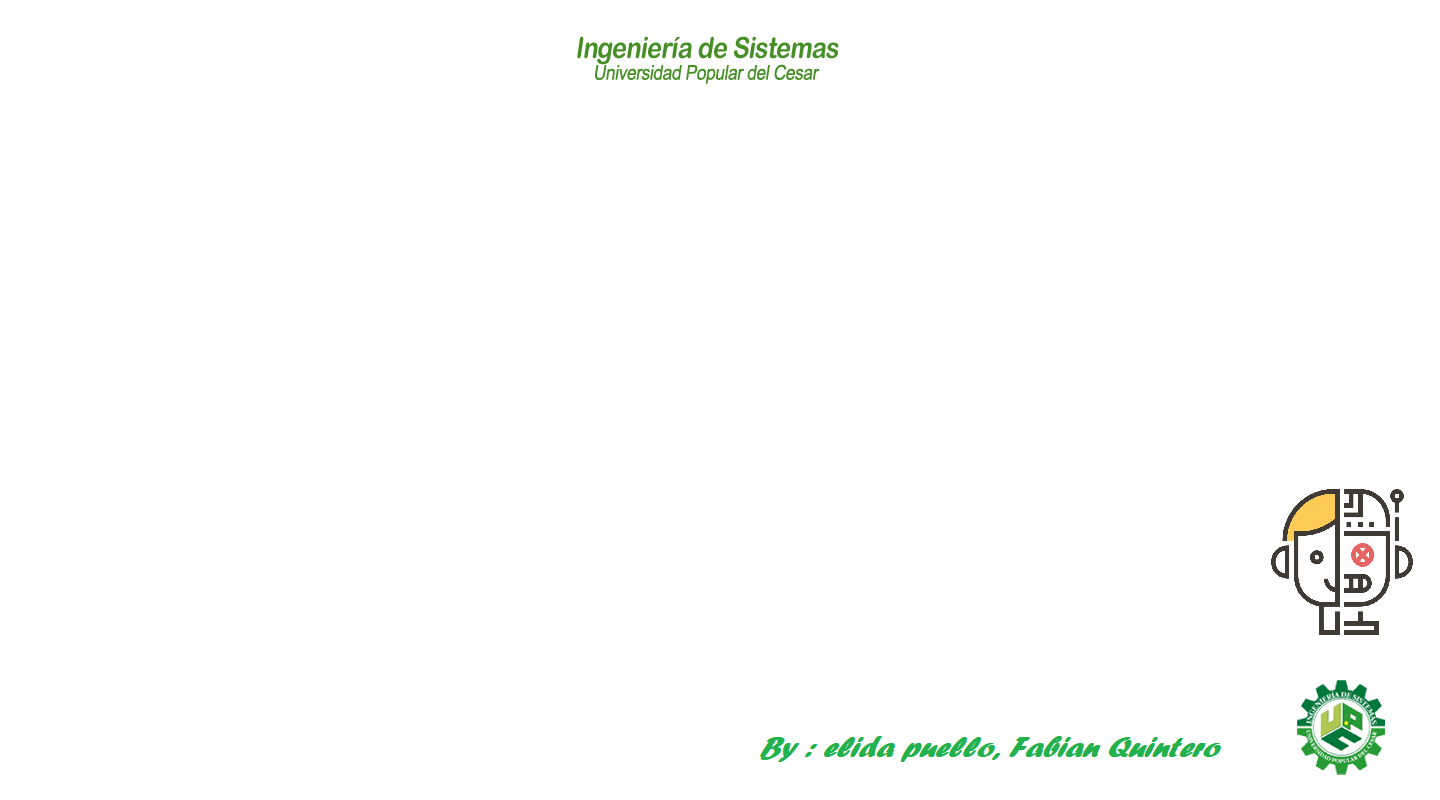 Ingeniería de Sistemas
Universidad Popular del Cesar
By : elida puello, Fabian Quintero
INGENIERÍA DE SISTEMAS
UPC
UNIVERSIDAD POPULAR DEL CESAR